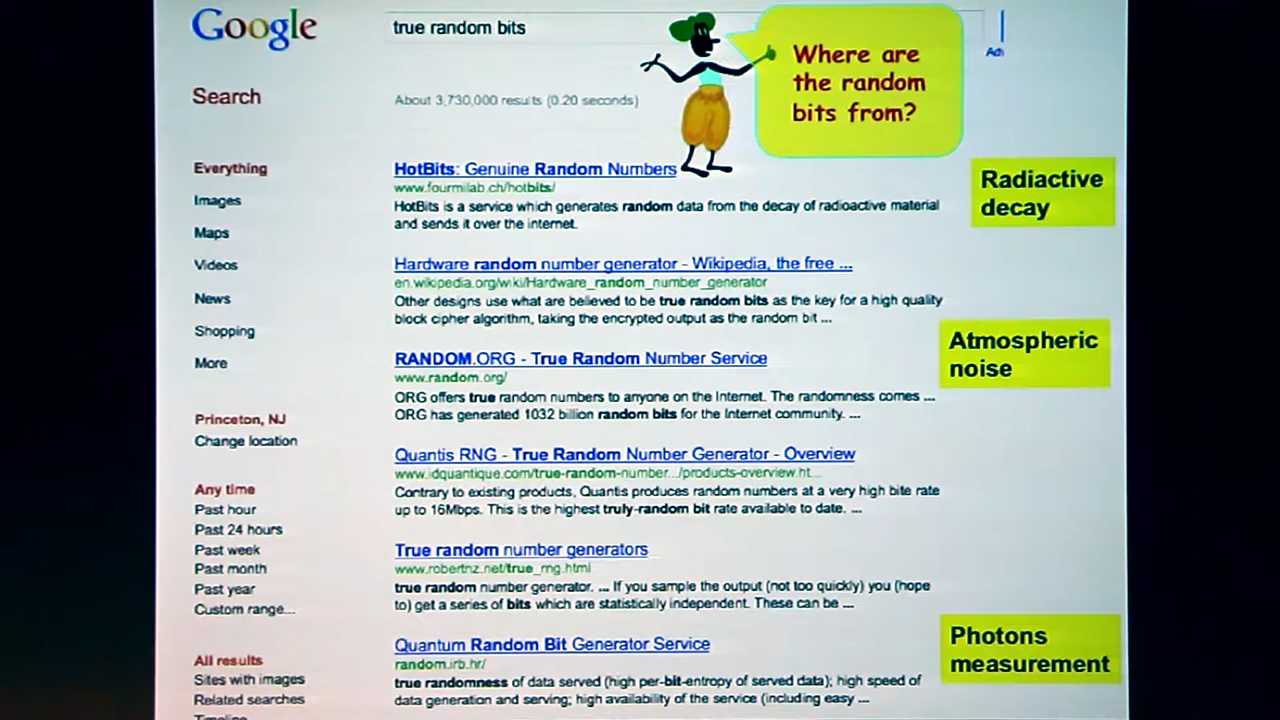 Google
true random bits
Where are
the random
bits from?
Search
About 3,730,000 results (0.20 seconds)
Everything
Images
Maps
Videos
News
Shopping
More
Princeton, NJ
Change location
Any time
Past hour
Past 24 hours
Past week
Past month
Past year
Custom range...
All results
Sites with images
Related searches
Timeline
HotBits: Genuine Random Numbers
www.fourmilab.ch/hotbits/
HotBits is a service which generates random data from the decay of radioactive material
and sends it over the internet.
Radiactive
decay
Hardware random number generator - Wikipedia, the free ...
en.wikipedia.org/wiki/Hardware_random_number_generator
Other designs use what are believed to be true random bits as the key for a high quality
block cipher algorithm, taking the encrypted output as the random bit ...
RANDOM.ORG - True Random Number Service
www.random.org/
ORG offers true random numbers to anyone on the Internet. The randomness comes ...
ORG has generated 1032 billion random bits for the Internet community. ...
Atmospheric
noise
Quantis RNG - True Random Number Generator - Overview
www.idquantique.com/true-random-number.../products-overview.ht...
Contrary to existing products, Quantis produces random numbers at a very high bite rate
up to 16Mbps. This is the highest truly-random bit rate available to date. ...
True random number generators
www.robertnz.net/true_rng.html
true random number generator. ... If you sample the output (not too quickly) you (hope
to) get a series of bits which are statistically independent. These can be ...
Quantum Random Bit Generator Service
random.irb.hr/
true randomness of data served (high per-bit-entropy of served data); high speed of
data generation and serving; high availability of the service (including easy ...
Photons
measurement